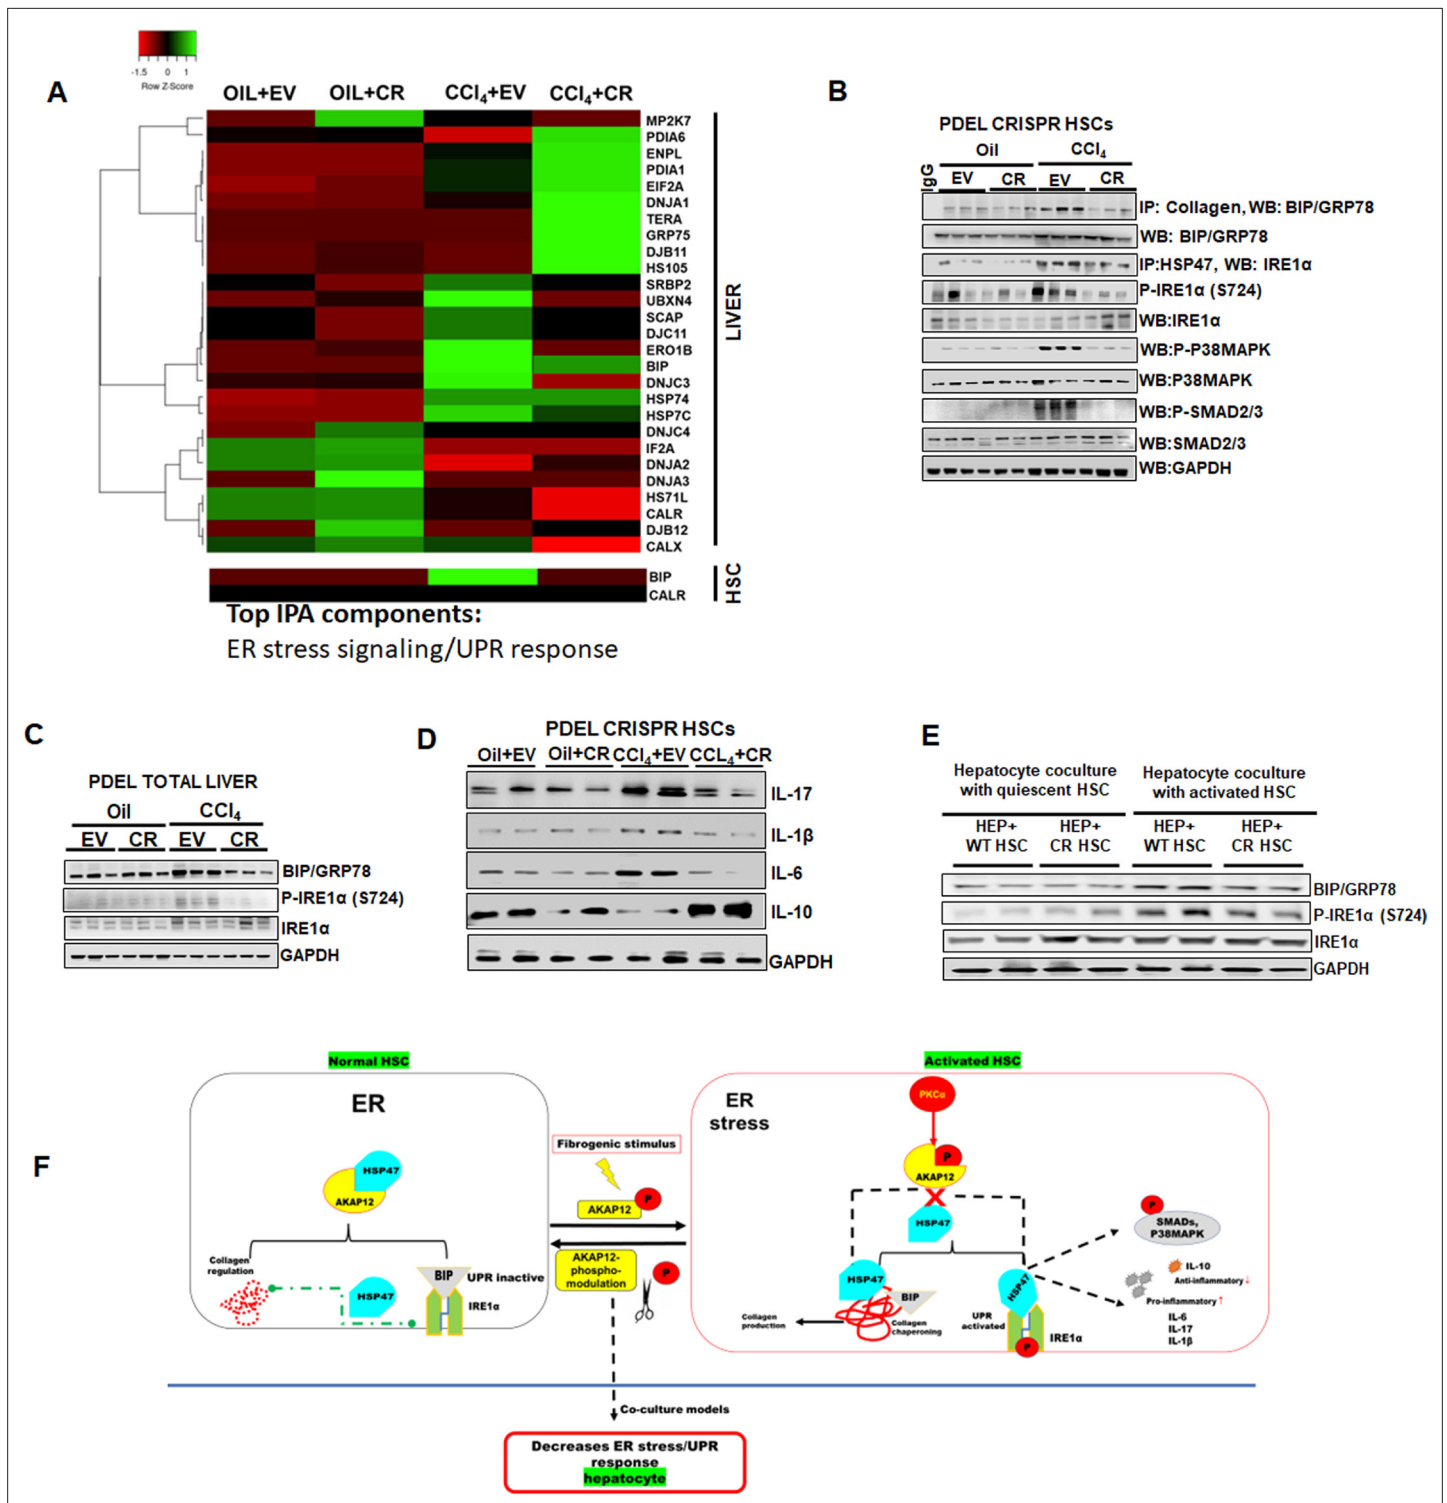 -1.5 0 1
Row Z-Score
A
OIL+EV OIL+CR CCl4+EV CCl4+CR
MP2K7
PDIA6
ENPL
PDIA1
EIF2A
DNJA1
TERA
GRP75
DJB11
HS105
SRBP2
UBXN4
SCAP
DJC11
ERO1B
BIP
DNJC3
HSP74
HSP7C
DNJC4
IF2A
DNJA2
DNJA3
HS71L
CALR
DJB12
CALX
LIVER
BIP
CALR
HSC
Top IPA components:
ER stress signaling/UPR response
B
PDEL CRISPR HSCs
Oil CCl4
IgG EV CR EV CR
IP: Collagen, WB: BIP/GRP78
WB: BIP/GRP78
IP:HSP47, WB: IRE1α
P-IRE1α (S724)
WB:IRE1α
WB:P-P38MAPK
WB:P38MAPK
WB:P-SMAD2/3
WB:SMAD2/3
WB:GAPDH
C
PDEL TOTAL LIVER
Oil CCl4
EV CR EV CR
BIP/GRP78
P-IRE1α (S724)
IRE1α
GAPDH
D
PDEL CRISPR HSCs
Oil+EV Oil+CR CCl4+EV CCL4+CR
IL-17
IL-1β
IL-6
IL-10
GAPDH
E
Hepatocyte coculture
with quiescent HSC
Hepatocyte coculture
with activated HSC
HEP+ HEP+ HEP+ HEP+
WT HSC CR HSC WT HSC CR HSC
BIP/GRP78
P-IRE1α (S724)
IRE1α
GAPDH
F
Normal HSC
ER
HSP47
AKAP12
Collagen
regulation
HSP47
BIP
UPR inactive
IRE1α
Fibrogenic stimulus
P
AKAP12
AKAP12-
phospho-
modulation
P
Activated HSC
ER
stress
PKCα
P
AKAP12
X
HSP47
HSP47
BIP
Collagen
production
Collagen
chaperoning
HSP47
UPR
activated
IRE1α
P
P
SMADs,
P38MAPK
IL-10
Anti-inflammatory ↓
Pro-inflammatory ↑
IL-6
IL-17
IL-1β
Co-culture models
Decreases ER stress/UPR
response
hepatocyte